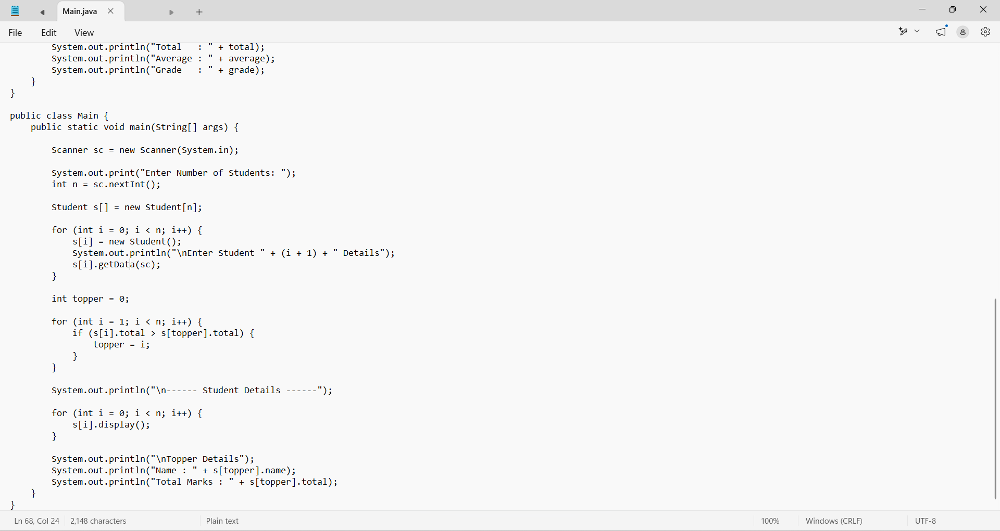 Main.java
File Edit View
System.out.println("Total   : " + total);
System.out.println("Average : " + average);
System.out.println("Grade   : " + grade);
}
}
public class Main {
public static void main(String[] args) {
Scanner sc = new Scanner(System.in);
System.out.print("Enter Number of Students: ");
int n = sc.nextInt();
Student s[] = new Student[n];
for (int i = 0; i < n; i++) {
s[i] = new Student();
System.out.println("\nEnter Student " + (i + 1) + " Details");
s[i].getData(sc);
}
int topper = 0;
for (int i = 1; i < n; i++) {
if (s[i].total > s[topper].total) {
topper = i;
}
}
System.out.println("\n------ Student Details ------");
for (int i = 0; i < n; i++) {
s[i].display();
}
System.out.println("\nTopper Details");
System.out.println("Name : " + s[topper].name);
System.out.println("Total Marks : " + s[topper].total);
}
}
Ln 68, Col 24 2,148 characters Plain text 100% Windows (CRLF) UTF-8